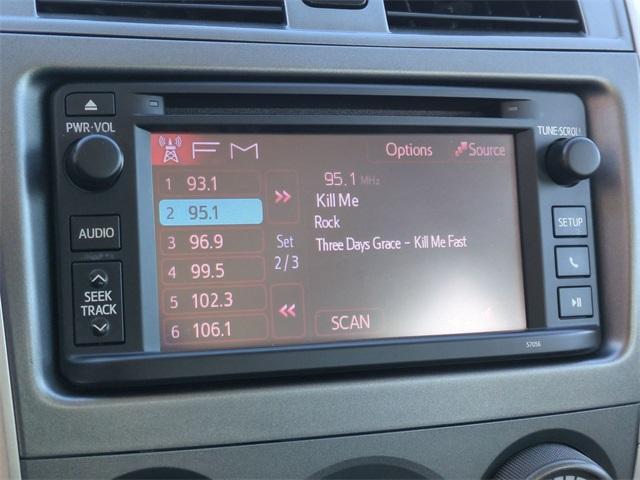 PWR·VOL
TUNE·SCROLL
FM
Options
Source
1 93.1
2 95.1
3 96.9
4 99.5
5 102.3
6 106.1
Set
2/3
95.1 MHz
Kill Me
Rock
Three Days Grace - Kill Me Fast
SCAN
AUDIO
SEEK
TRACK
SETUP
57056